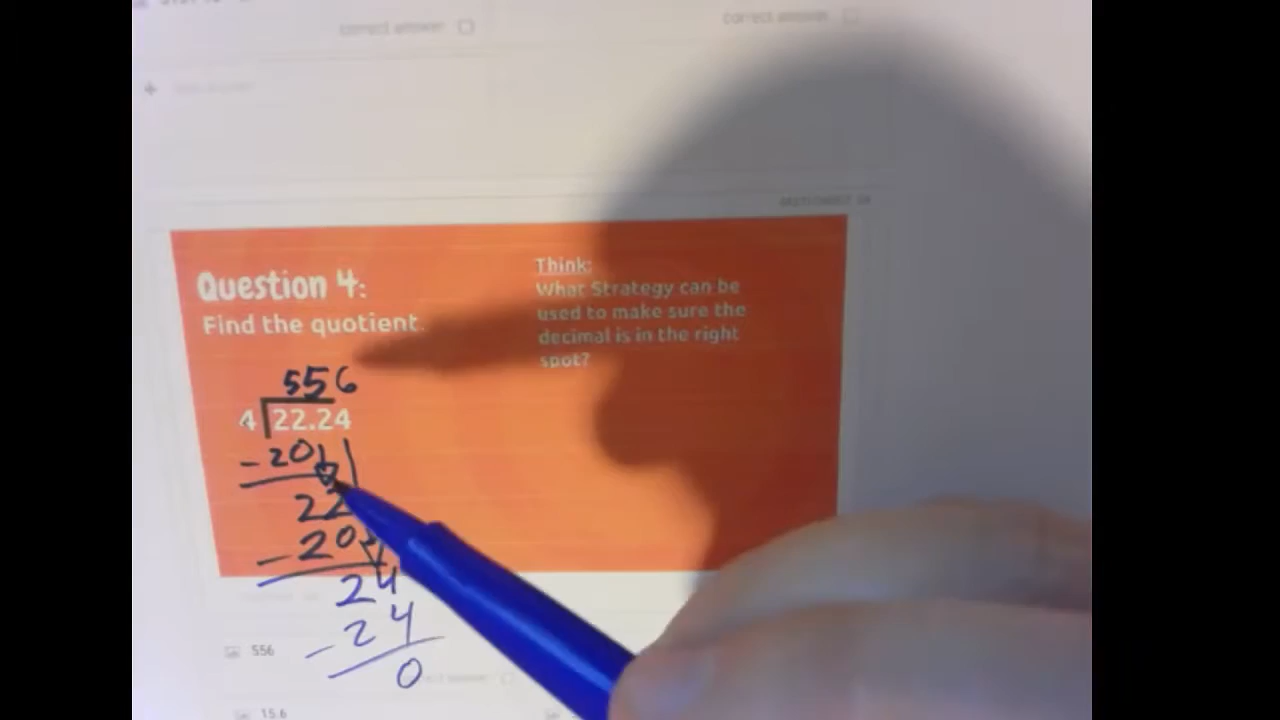 correct answer
correct answer
Question 4:
Find the quotient.
Think:
What Strategy can be
used to make sure the
decimal is in the right
spot?
556
4 22.24
- 20
22
- 20
24
- 24
0
556
15.6